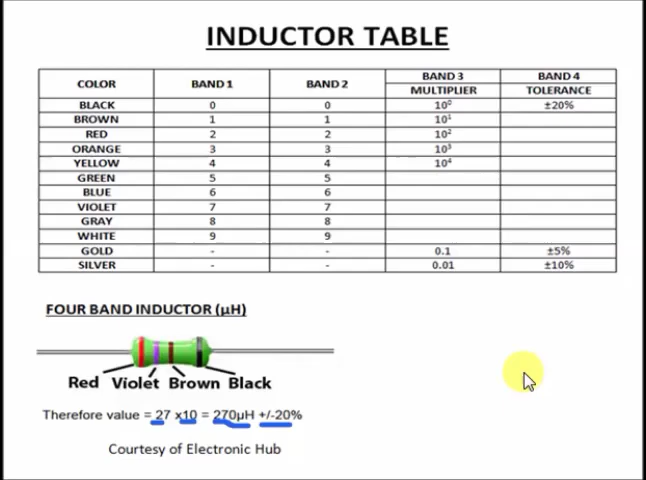 INDUCTOR TABLE
COLOR BAND 1 BAND 2 BAND 3 BAND 4
MULTIPLIER TOLERANCE
BLACK 0 0 10⁰ ±20%
BROWN 1 1 10¹
RED 2 2 10²
ORANGE 3 3 10³
YELLOW 4 4 10⁴
GREEN 5 5
BLUE 6 6
VIOLET 7 7
GRAY 8 8
WHITE 9 9
GOLD - - 0.1 ±5%
SILVER - - 0.01 ±10%
FOUR BAND INDUCTOR (µH)
Red Violet Brown Black
Therefore value = 27 x10 = 270µH +/-20%
Courtesy of Electronic Hub